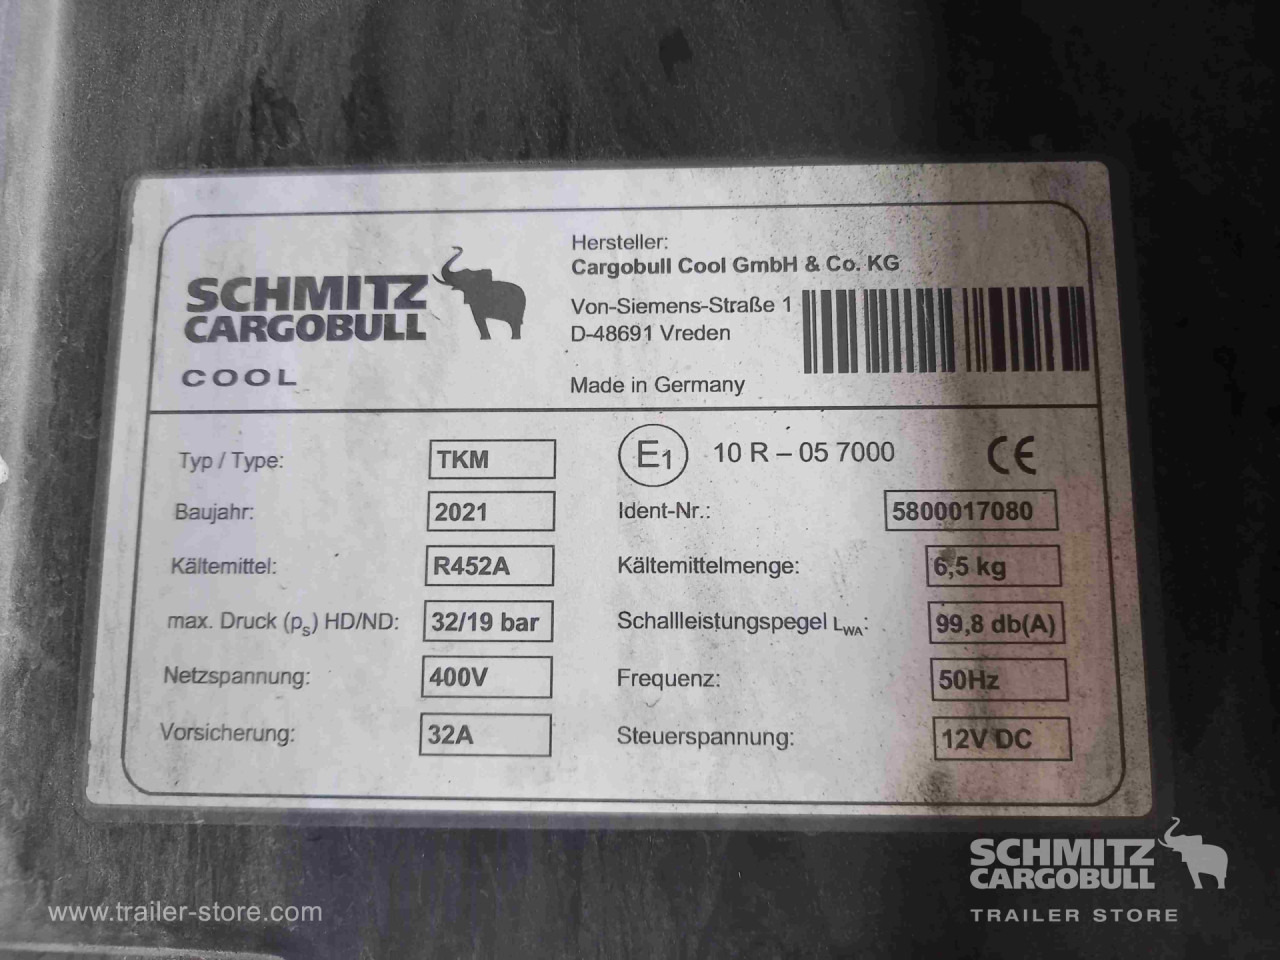 SCHMITZ
CARGOBULL
COOL
Hersteller:
Cargobull Cool GmbH & Co. KG
Von-Siemens-Straße 1
D-48691 Vreden
Made in Germany
Typ / Type: TKM
E1 10 R – 05 7000 CE
Baujahr: 2021
Ident-Nr.: 5800017080
Kältemittel: R452A
Kältemittelmenge: 6,5 kg
max. Druck (ps) HD/ND: 32/19 bar
Schallleistungspegel LWA: 99,8 db(A)
Netzspannung: 400V
Frequenz: 50Hz
Vorsicherung: 32A
Steuerspannung: 12V DC
www.trailer-store.com
SCHMITZ
CARGOBULL
TRAILER STORE